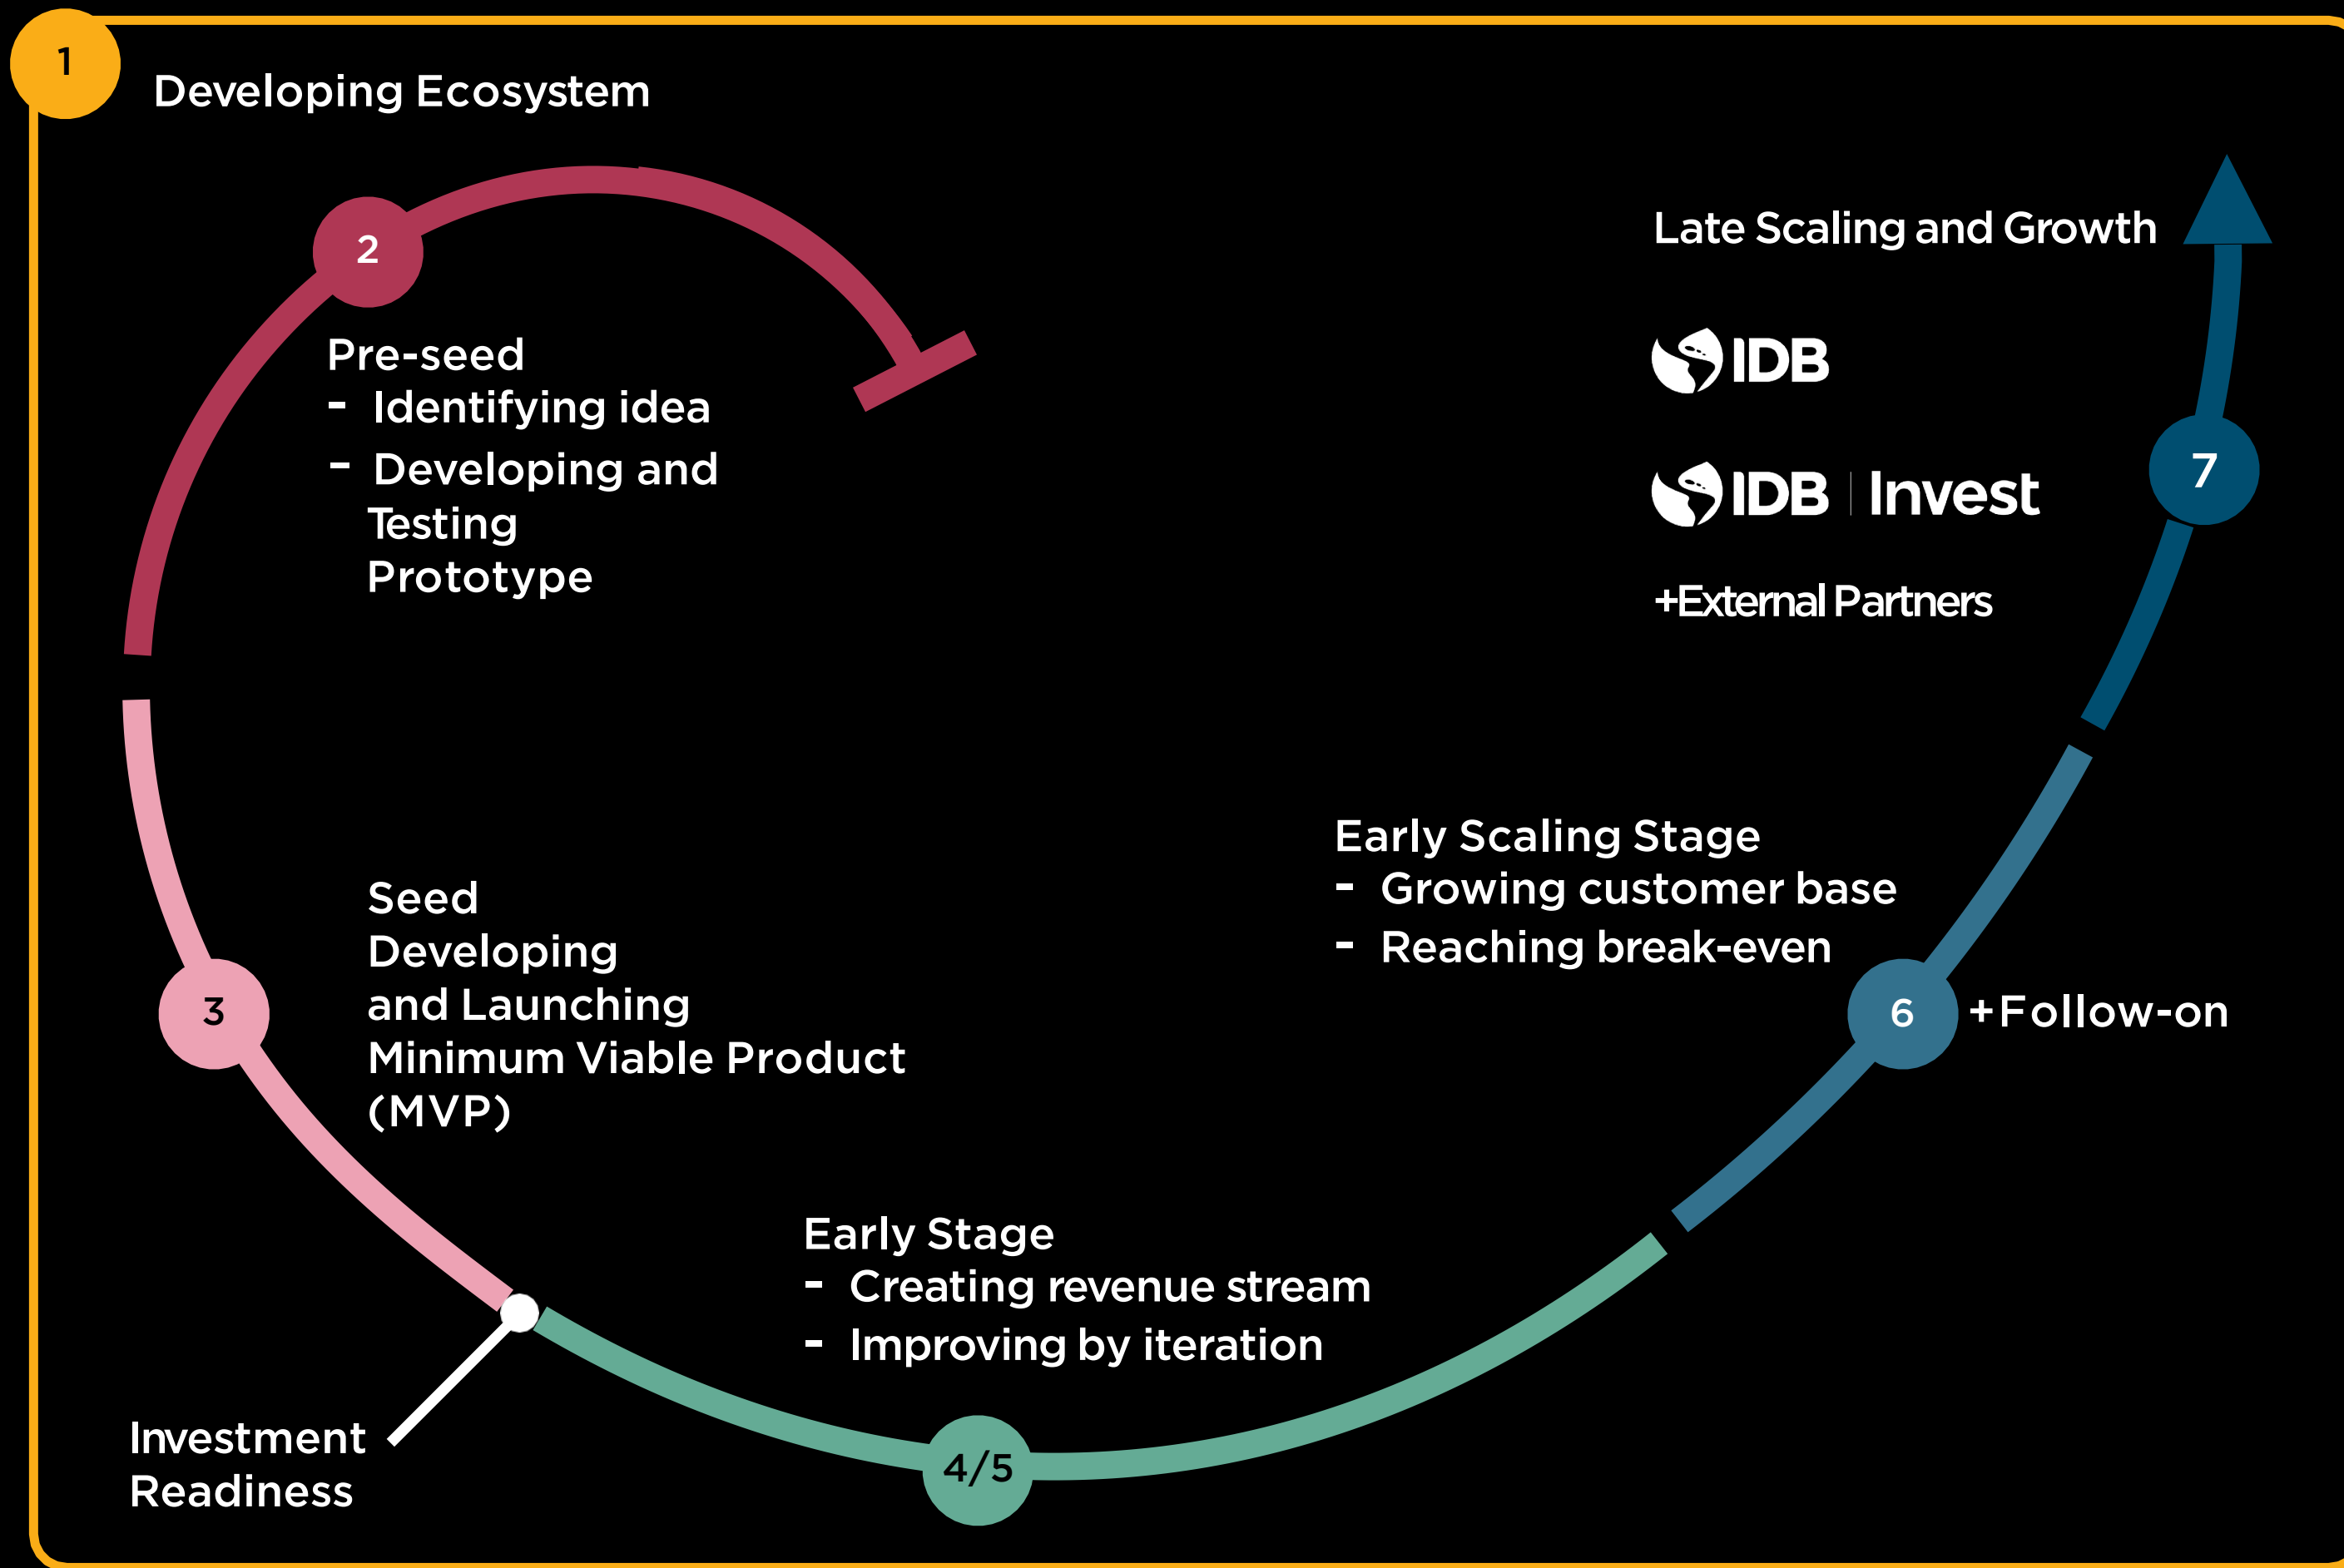 1
Developing Ecosystem
2
Pre-seed
- Identifying idea
- Developing and
Testing
Prototype
3
Seed
Developing
and Launching
Minimum Viable Product
(MVP)
Investment
Readiness
Early Stage
- Creating revenue stream
- Improving by iteration
4/5
Early Scaling Stage
- Growing customer base
- Reaching break-even
6
+Follow-on
Late Scaling and Growth
IDB
IDB | Invest
+External Partners
7